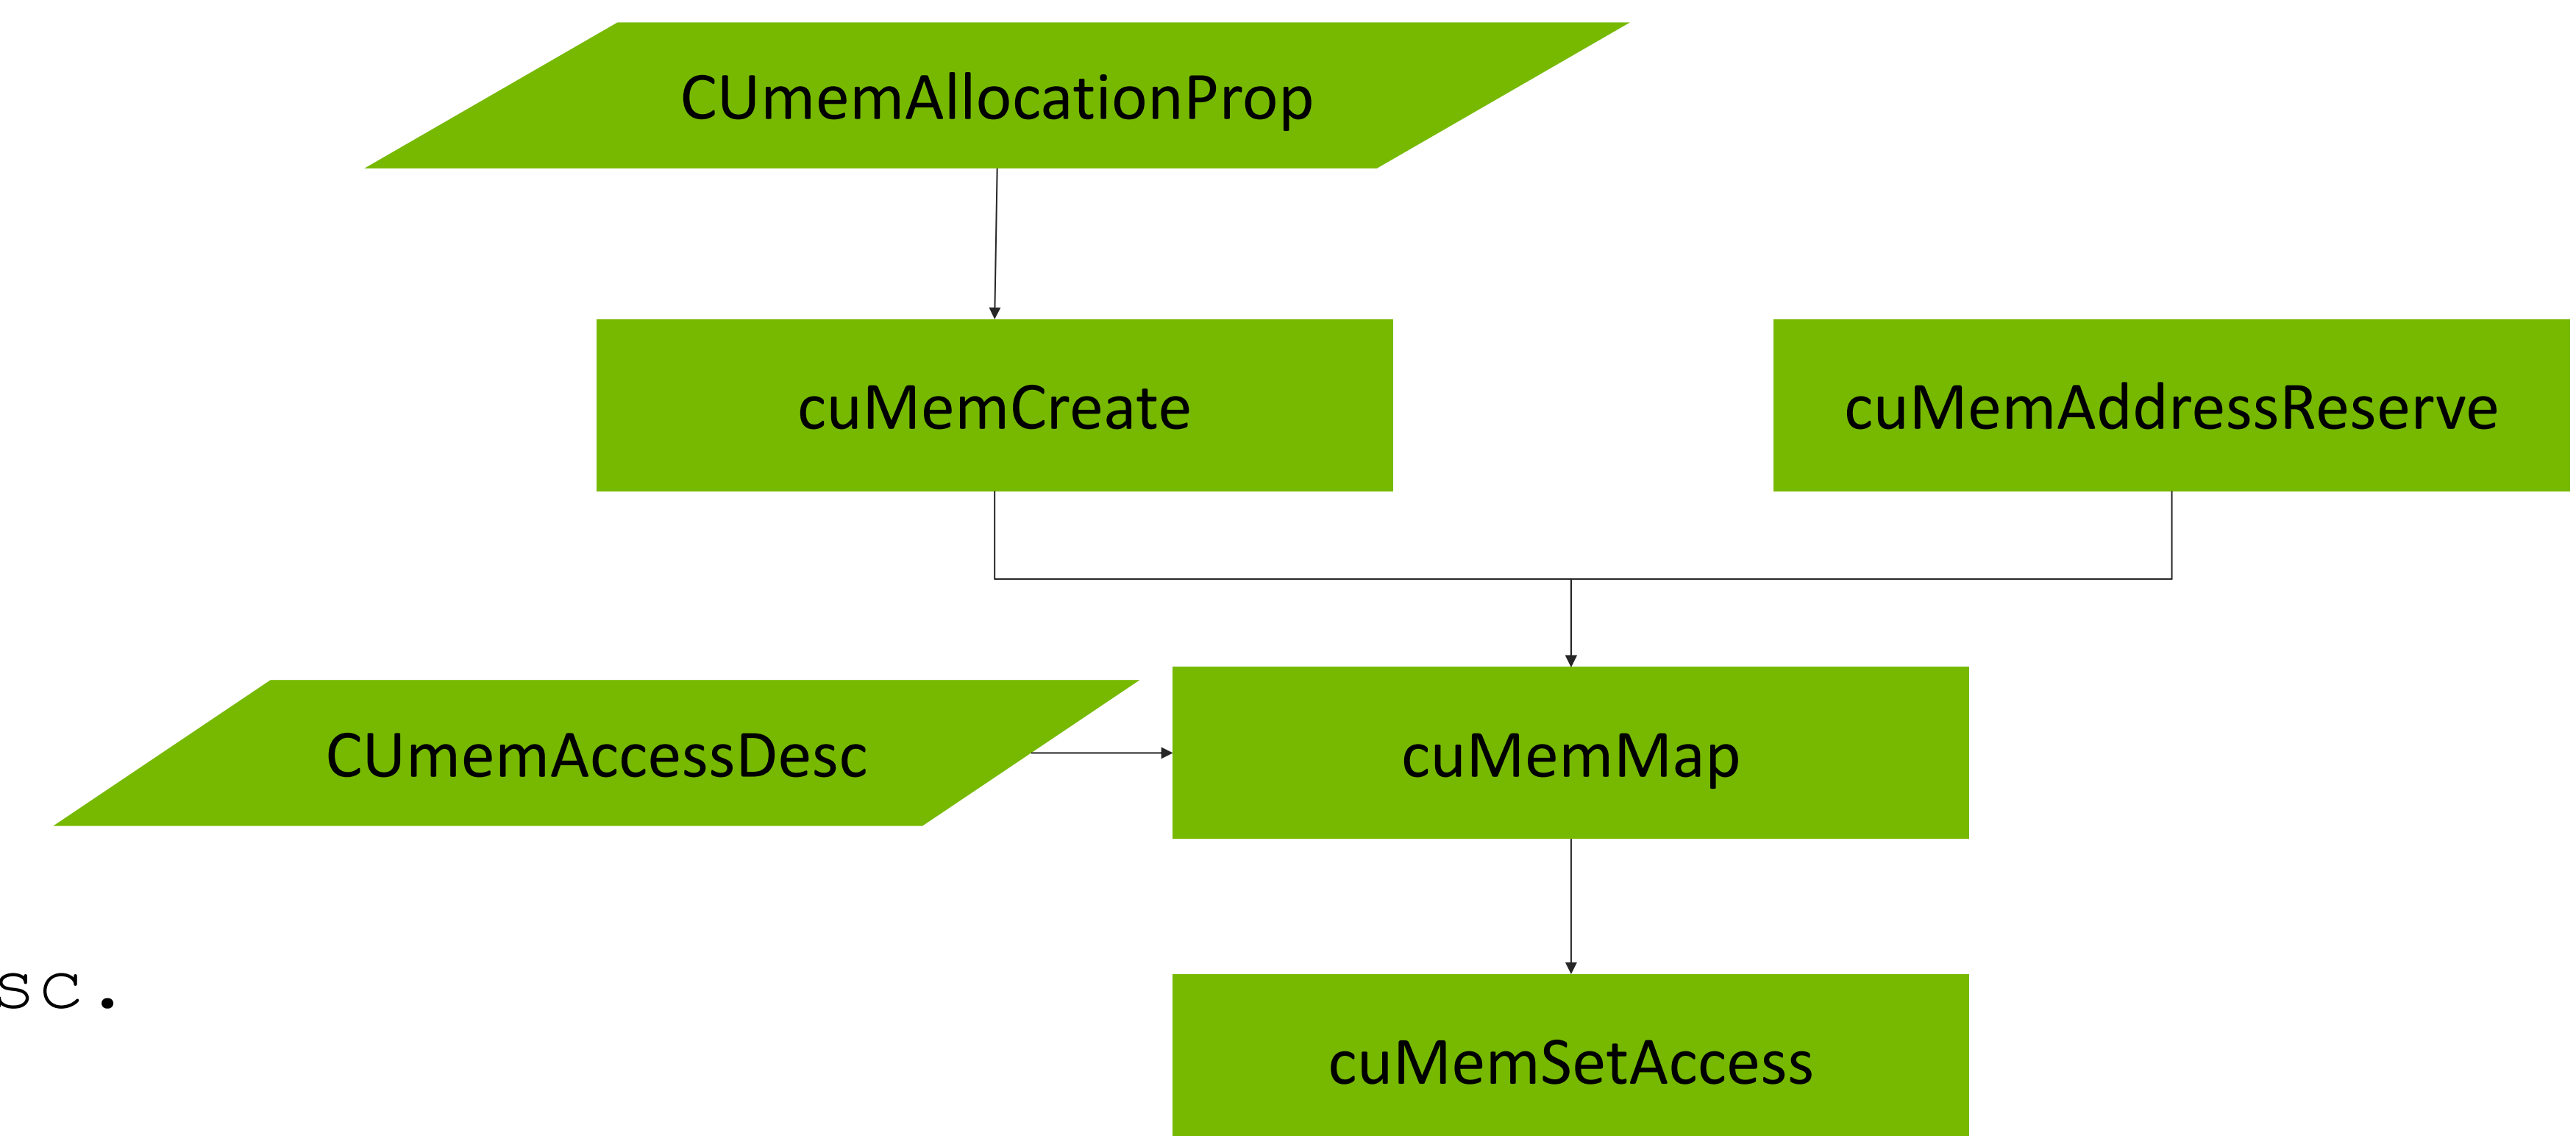 CUmemAllocationProp
cuMemCreate
cuMemAddressReserve
CUmemAccessDesc
cuMemMap
sc.
cuMemSetAccess